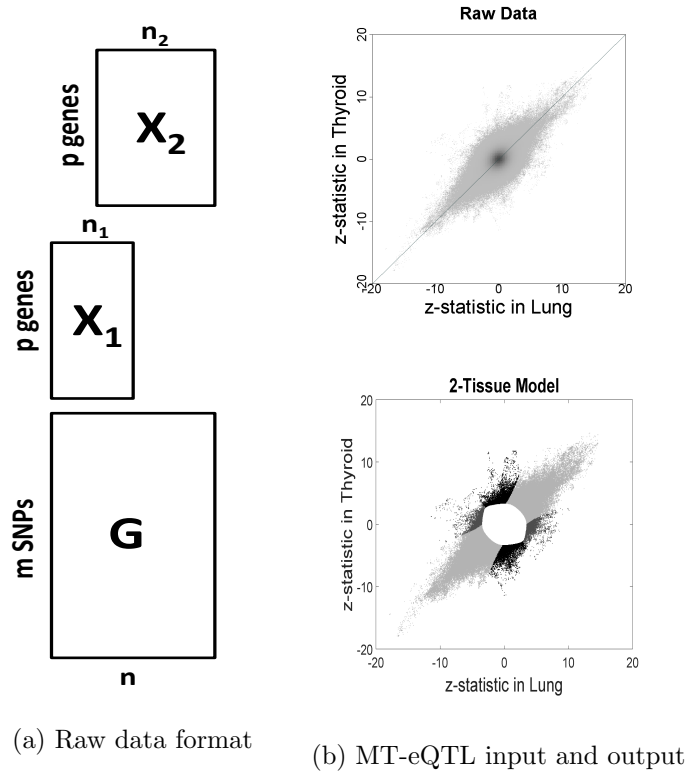 n₂
p genes
X₂
n₁
p genes
X₁
m SNPs
G
n
(a) Raw data format
Raw Data
z-statistic in Thyroid
20
10
0
-10
-20
-20 -10 0 10 20
z-statistic in Lung
2-Tissue Model
z-statistic in Thyroid
20
10
0
-10
-20
-20 -10 0 10 20
z-statistic in Lung
(b) MT-eQTL input and output